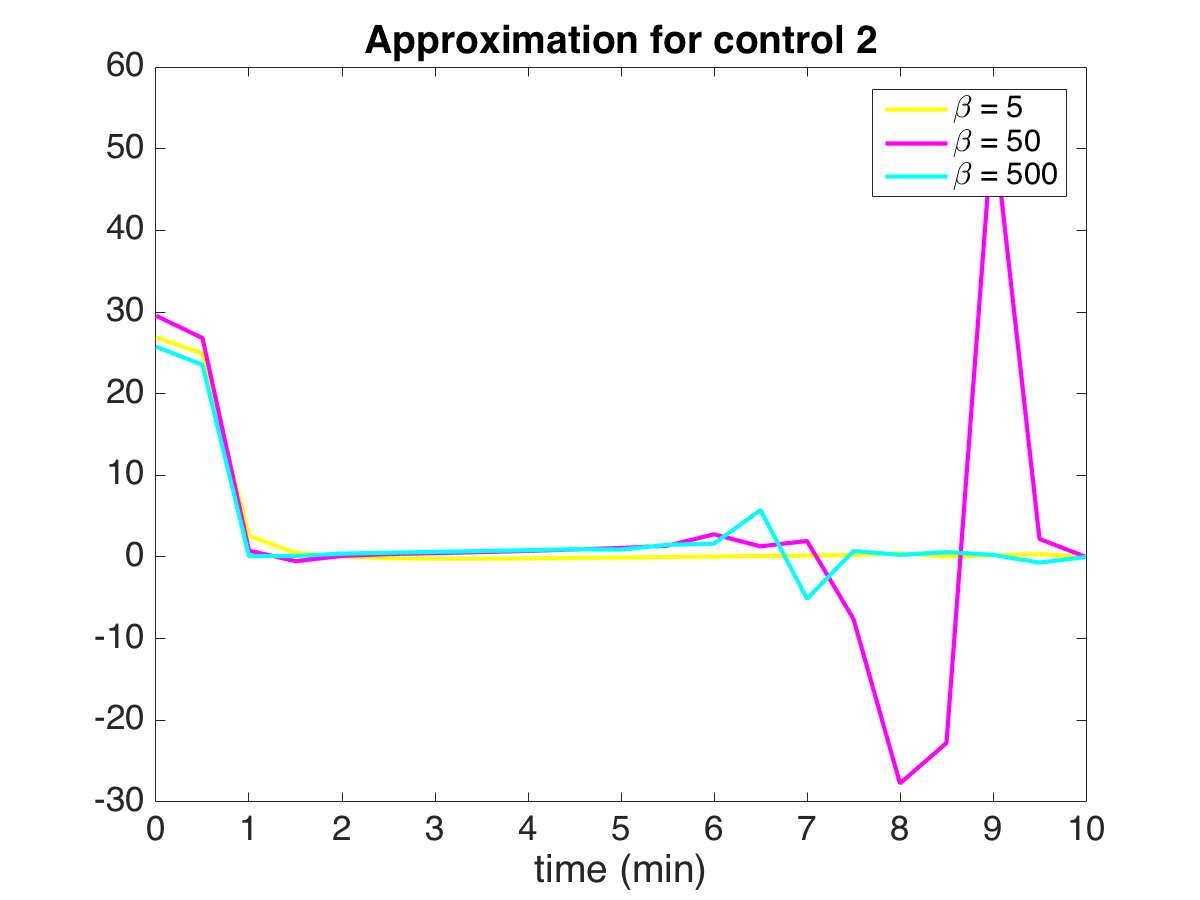 Approximation for control 2
60
50
40
30
20
10
0
-10
-20
-30
β = 5
β = 50
β = 500
0 1 2 3 4 5 6 7 8 9 10
time (min)